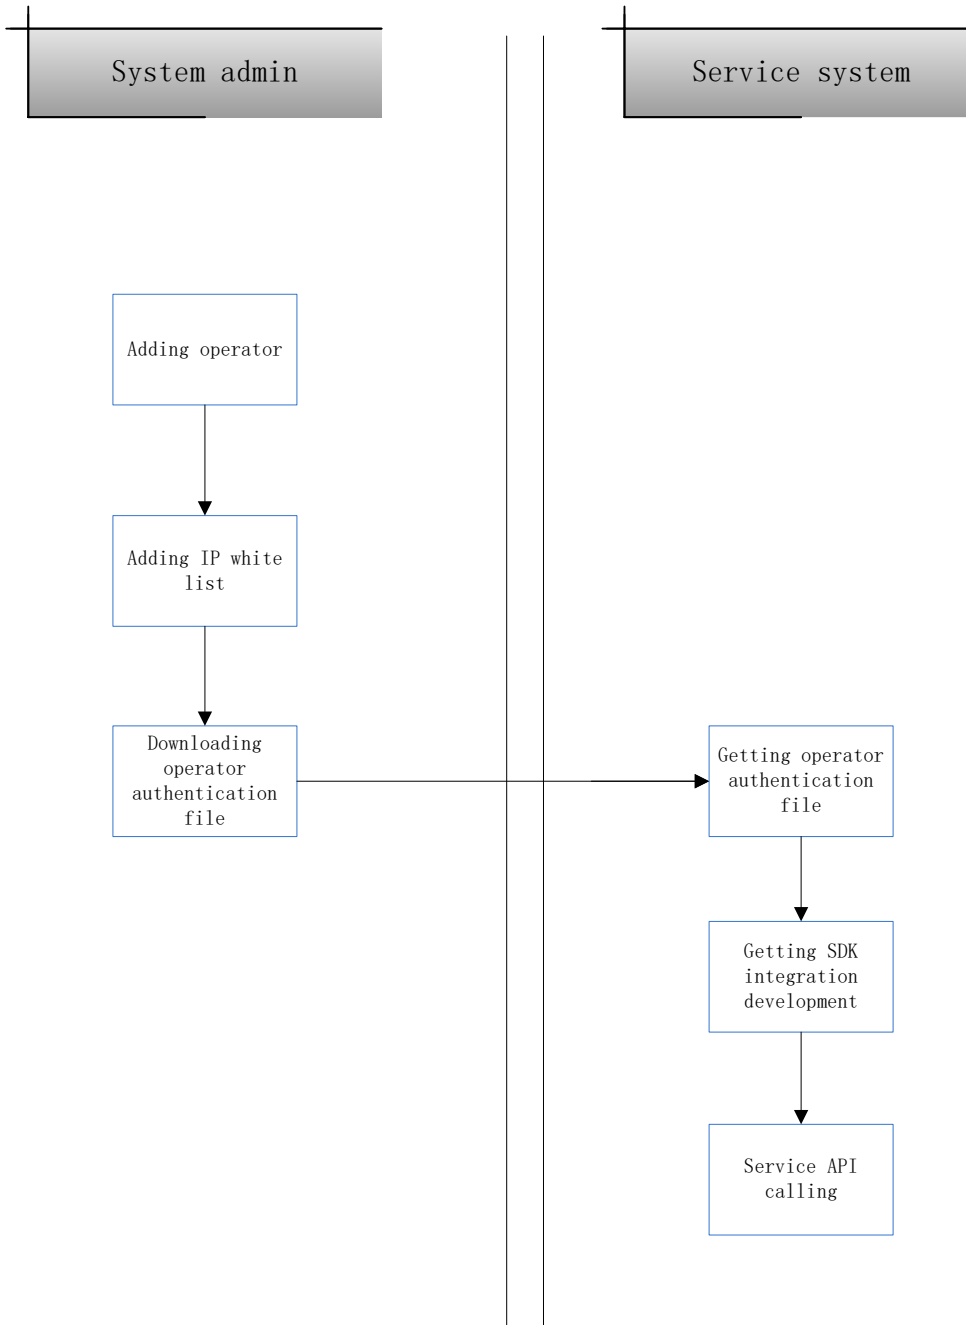 System admin
Service system
Adding operator
Adding IP white
list
Downloading
operator
authentication
file
Getting operator
authentication
file
Getting SDK
integration
development
Service API
calling